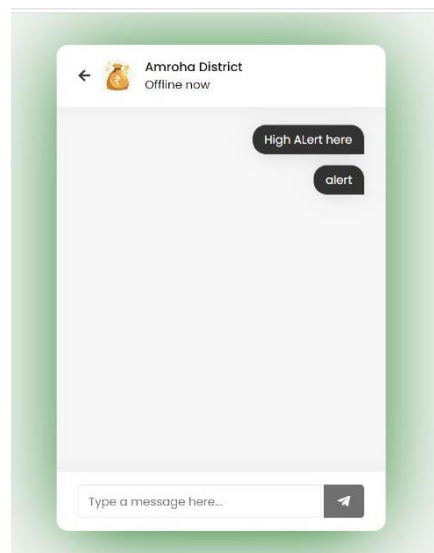 Amroha District
Offline now
High ALert here
alert
Type a message here...